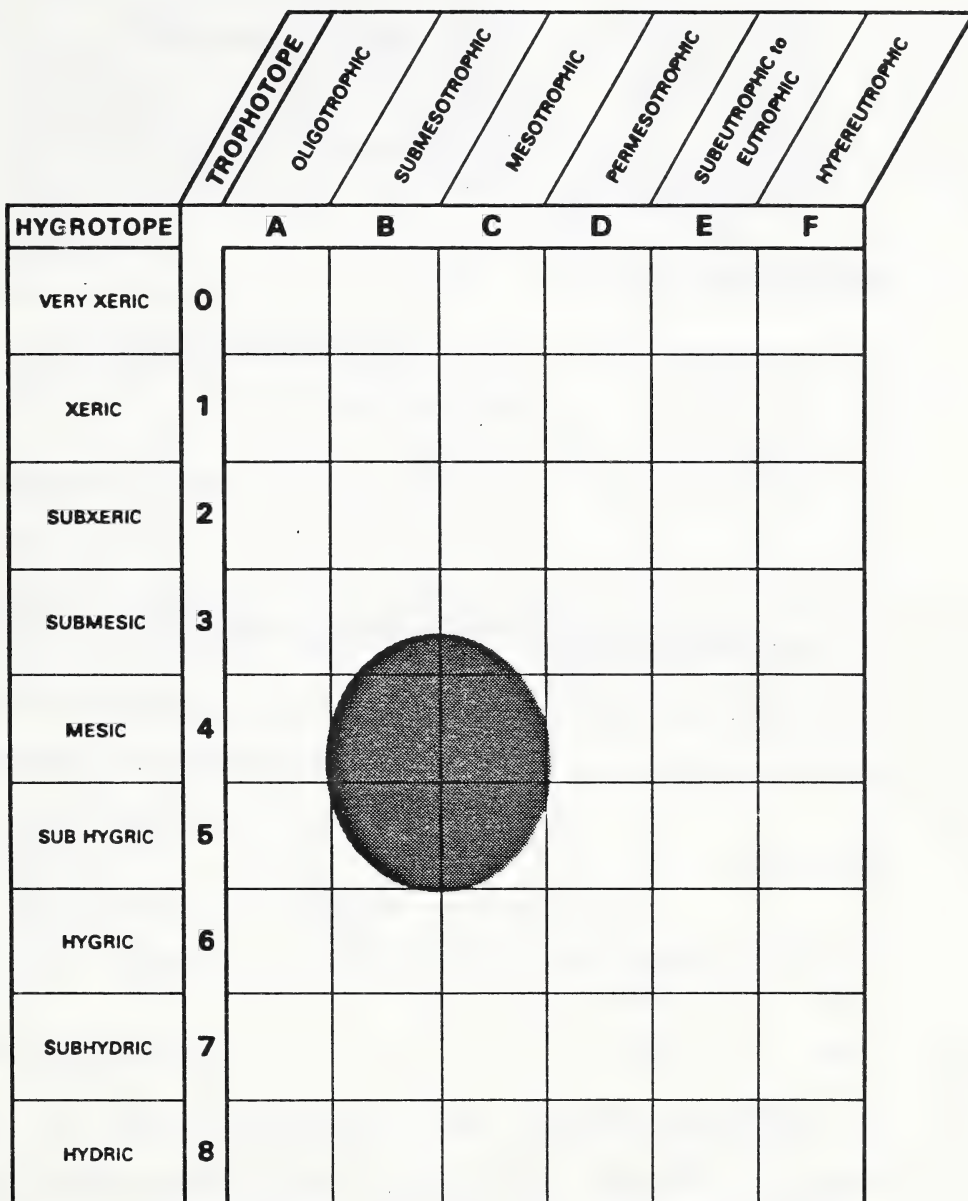 TROPHOTOPE
OLIGOTROPHIC
SUBMESOTROPHIC
MESOTROPHIC
PERMESOTROPHIC
SUBEUTROPHIC to
EUTROPHIC
HYPEREUTROPHIC
HYGROTOPE A B C D E F
VERY XERIC 0
XERIC 1
SUBXERIC 2
SUBMESIC 3
MESIC 4
SUB HYGRIC 5
HYGRIC 6
SUBHYDRIC 7
HYDRIC 8